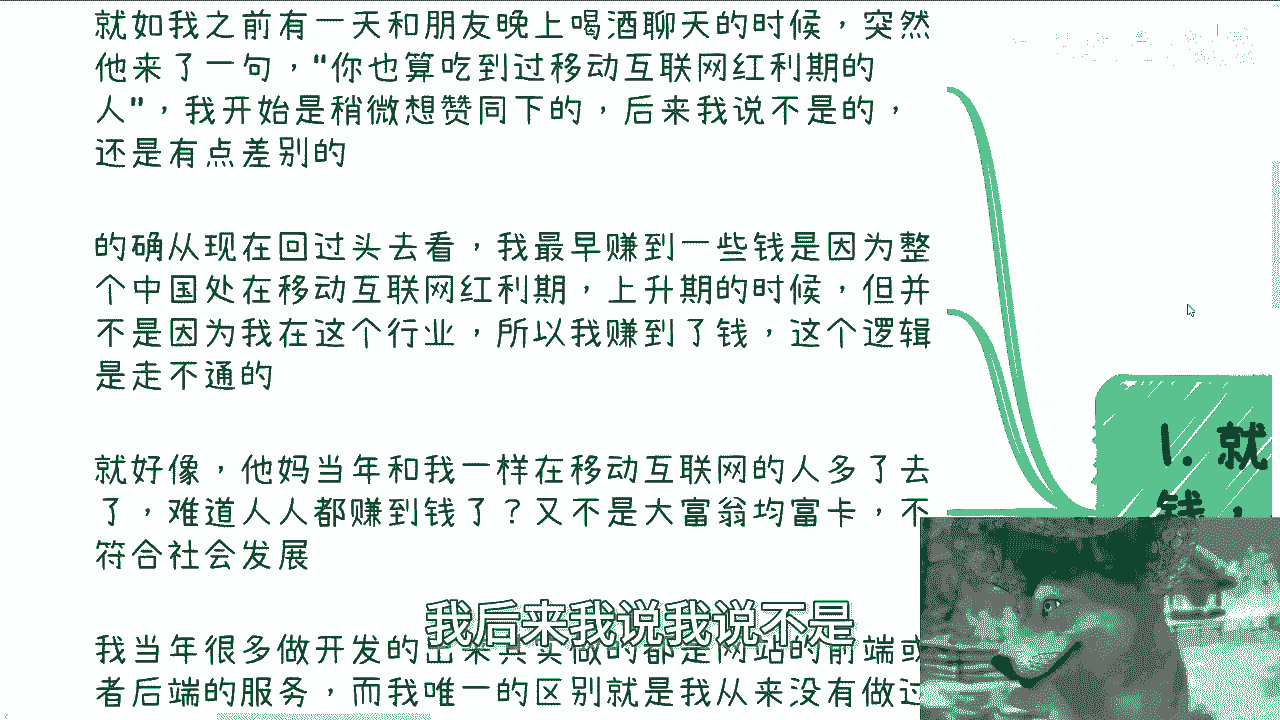 就如我之前有一天和朋友晚上喝酒聊天的时候，突然
他来了一句，"你也算吃到过移动互联网红利期的
人"，我开始是稍微想赞同下的，后来我说不是的，
还是有点差别的
的确从现在回过头去看，我最早赚到一些钱是因为整
个中国处在移动互联网红利期，上升期的时候，但并
不是因为我在这个行业，所以我赚到了钱，这个逻辑
是走不通的
就好像，他妈当年和我一样在移动互联网的人多了去
了，难道人人都赚到钱了？又不是大富翁均富卡，不
符合社会发展
我当年很多做开发的出来其实做的都是网站的前端或
者后端的服务，而我唯一的区别就是我从来没有做过
1. 就
钱，
我后来我说我说不是